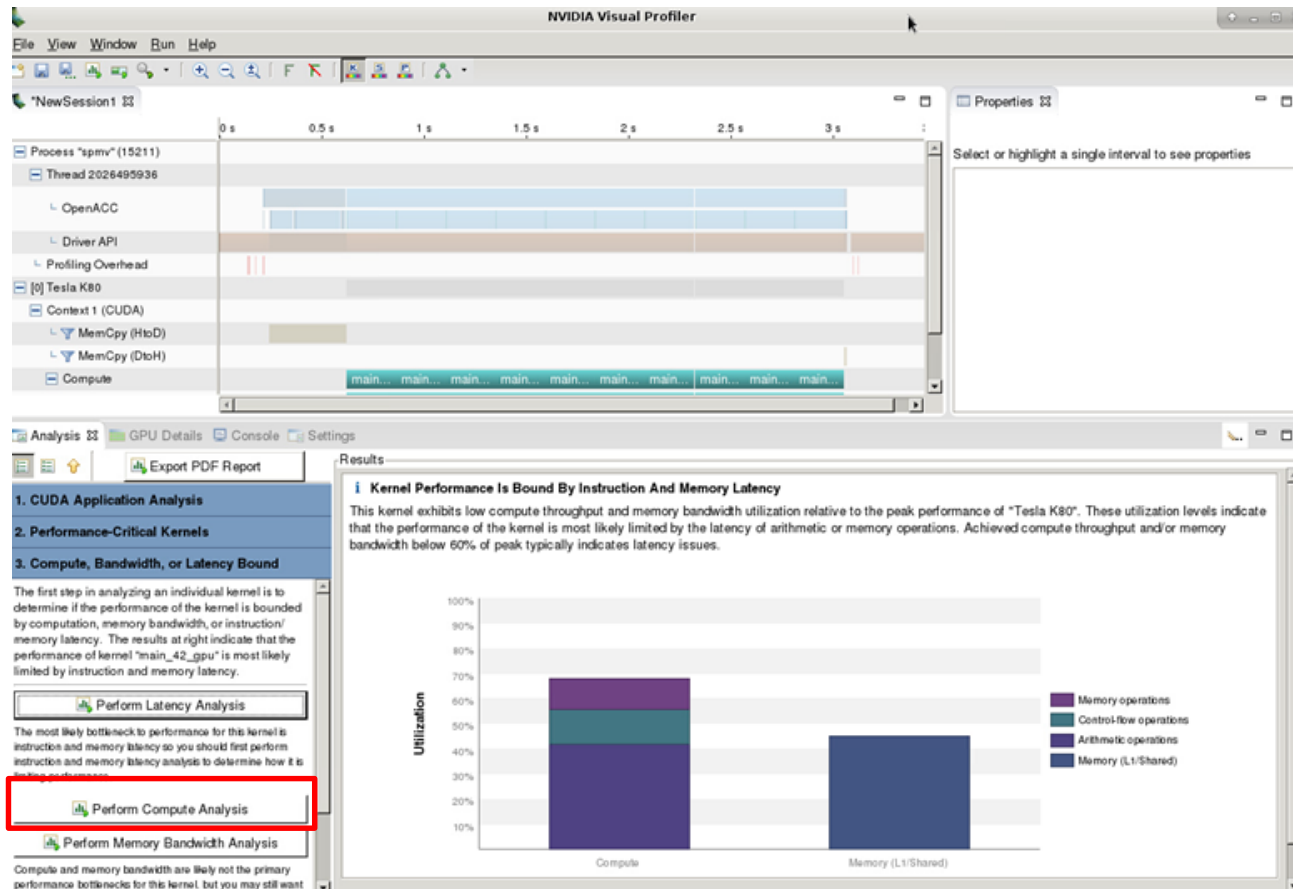 NVIDIA Visual Profiler
File View Window Run Help
*NewSession1
Properties
0 s 0.5 s 1 s 1.5 s 2 s 2.5 s 3 s
Process "spmv" (15211)
Thread 2026495936
OpenACC
Driver API
Profiling Overhead
[0] Tesla K80
Context 1 (CUDA)
MemCpy (HtoD)
MemCpy (DtoH)
Compute
main... main... main... main... main... main... main... main... main... main...
Select or highlight a single interval to see properties
Analysis GPU Details Console Settings
Export PDF Report
1. CUDA Application Analysis
2. Performance-Critical Kernels
3. Compute, Bandwidth, or Latency Bound
The first step in analyzing an individual kernel is to
determine if the performance of the kernel is bounded
by computation, memory bandwidth, or instruction/
memory latency. The results at right indicate that the
performance of kernel "main_42_gpu" is most likely
limited by instruction and memory latency.
Perform Latency Analysis
The most likely bottleneck to performance for this kernel is
instruction and memory latency so you should first perform
instruction and memory latency analysis to determine how it is
limiting performance.
Perform Compute Analysis
Perform Memory Bandwidth Analysis
Compute and memory bandwidth are likely not the primary
performance bottlenecks for this kernel, but you may still want
Results
i Kernel Performance Is Bound By Instruction And Memory Latency
This kernel exhibits low compute throughput and memory bandwidth utilization relative to the peak performance of "Tesla K80". These utilization levels indicate
that the performance of the kernel is most likely limited by the latency of arithmetic or memory operations. Achieved compute throughput and/or memory
bandwidth below 60% of peak typically indicates latency issues.
100%
90%
80%
70%
60%
50%
40%
30%
20%
10%
Utilization
Compute
Memory (L1/Shared)
Memory operations
Control-flow operations
Arithmetic operations
Memory (L1/Shared)